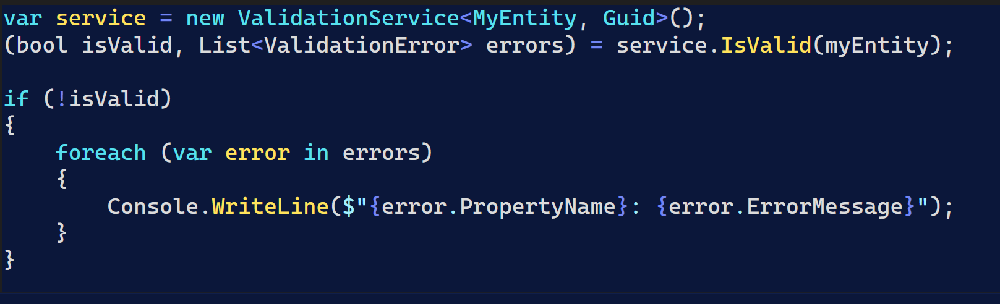 var service = new ValidationService<MyEntity, Guid>();
(bool isValid, List<ValidationError> errors) = service.IsValid(myEntity);
if (!isValid)
{
foreach (var error in errors)
{
Console.WriteLine($"{error.PropertyName}: {error.ErrorMessage}");
}
}